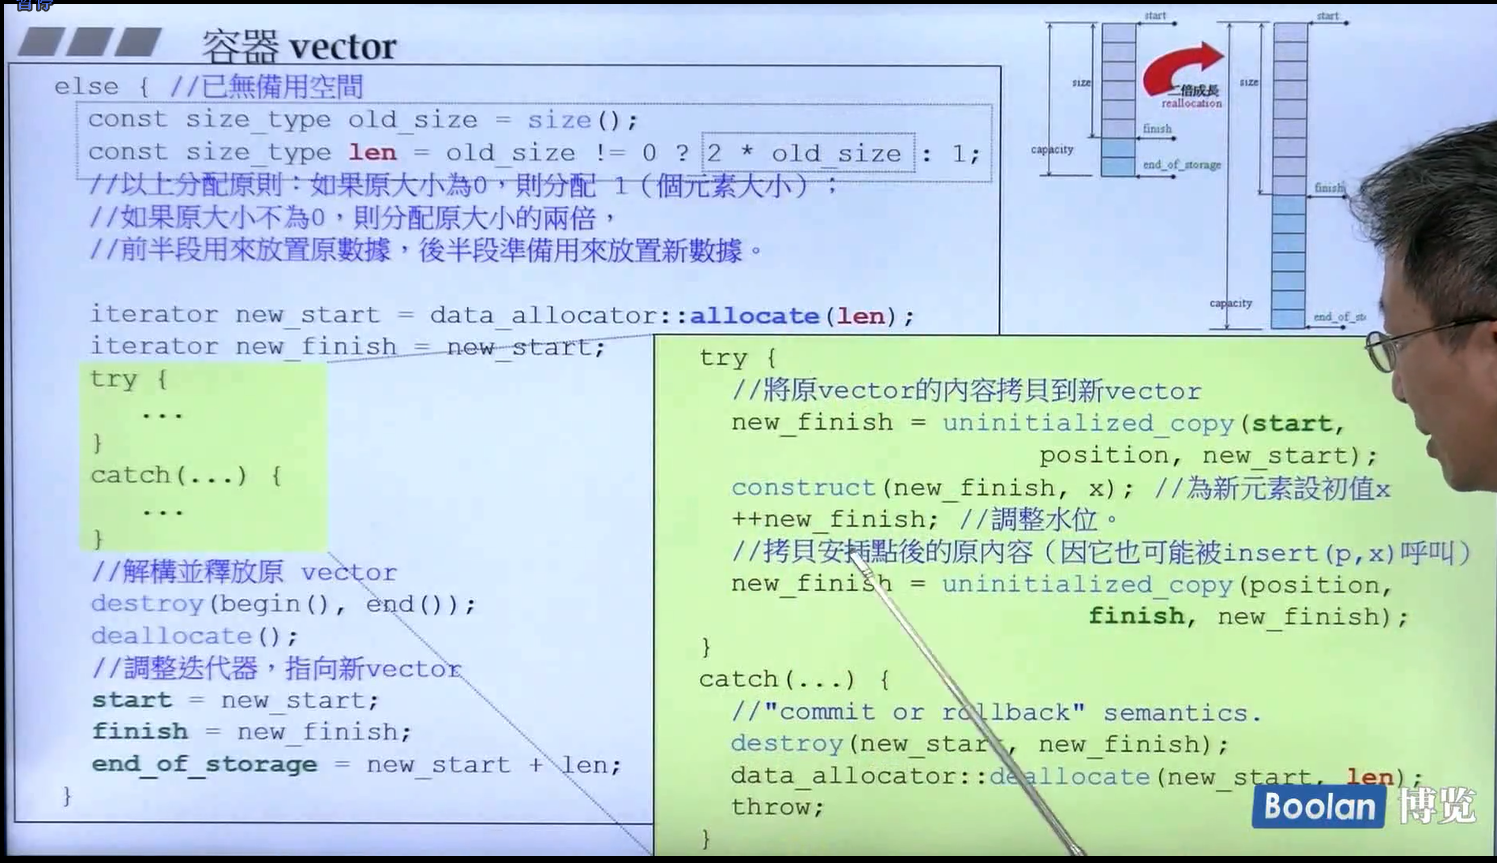 暂停
容器 vector
else { //已無備用空間
const size_type old_size = size();
const size_type len = old_size != 0 ? 2 * old_size : 1;
//以上分配原則：如果原大小為0，則分配 1（個元素大小）；
//如果原大小不為0，則分配原大小的兩倍，
//前半段用來放置原數據，後半段準備用來放置新數據。
iterator new_start = data_allocator::allocate(len);
iterator new_finish = new_start;
try {
...
}
catch(...) {
...
}
//解構並釋放原 vector
destroy(begin(), end());
deallocate();
//調整迭代器，指向新vector
start = new_start;
finish = new_finish;
end_of_storage = new_start + len;
}
start
size
finish
capacity
end_of_storage
二倍成長
reallocation
start
size
finish
capacity
end_of_st
try {
//將原vector的內容拷貝到新vector
new_finish = uninitialized_copy(start,
position, new_start);
construct(new_finish, x); //為新元素設初值x
++new_finish; //調整水位。
//拷貝安插點後的原內容（因它也可能被insert(p,x)呼叫）
new_finish = uninitialized_copy(position,
finish, new_finish);
}
catch(...) {
//"commit or rollback" semantics.
destroy(new_start, new_finish);
data_allocator::deallocate(new_start, len);
throw;
}
Boolan 博览